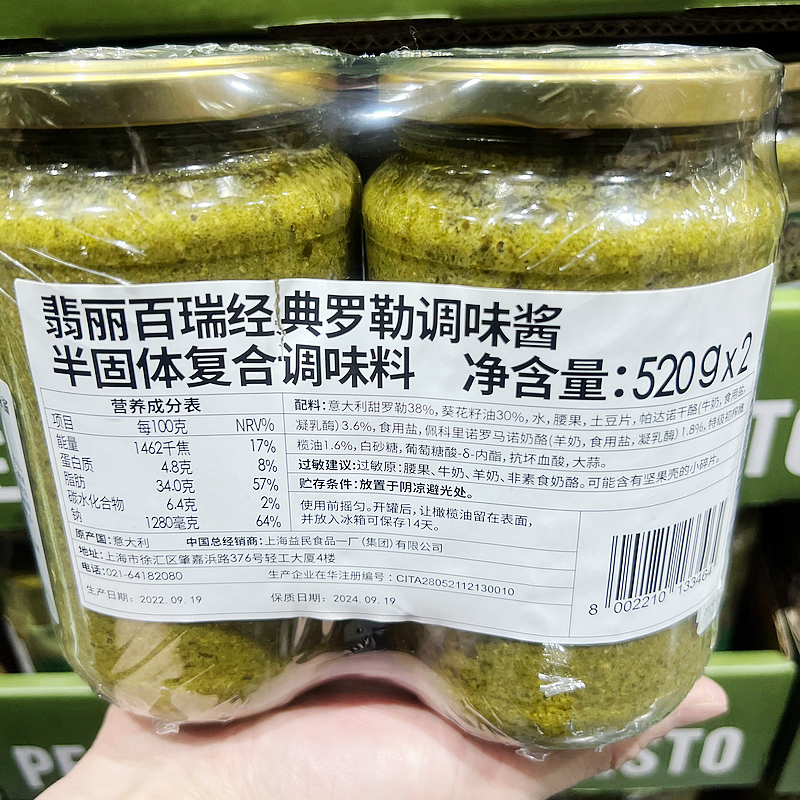 翡丽百瑞经典罗勒调味酱
半固体复合调味料 净含量:520g x 2
营养成分表
项目 每100克 NRV%
能量 1462千焦 17%
蛋白质 4.8克 8%
脂肪 34.0克 57%
碳水化合物 6.4克 2%
钠 1280毫克 64%
配料:意大利甜罗勒38%,葵花籽油30%,水,腰果,土豆片,帕达诺干酪(牛奶,食用盐,
凝乳酶)3.6%,食用盐,佩科里诺罗马诺奶酪(羊奶,食用盐,凝乳酶)1.8%,特级初榨橄
榄油1.6%,白砂糖,葡萄糖酸-δ-内酯,抗坏血酸,大蒜。
过敏建议:过敏原:腰果、牛奶、羊奶、非素食奶酪。可能含有坚果壳的小碎片。
贮存条件:放置于阴凉避光处。
使用前摇匀。开罐后,让橄榄油留在表面,
并放入冰箱可保存14天。
原产国:意大利 中国总经销商:上海益民食品一厂(集团)有限公司
地址:上海市徐汇区肇嘉浜路376号轻工大厦4楼
电话:021-64182080 生产企业在华注册编号:CITA28052112130010
生产日期:2022.09.19 保质日期:2024.09.19
8 002210 133464
PE
STO